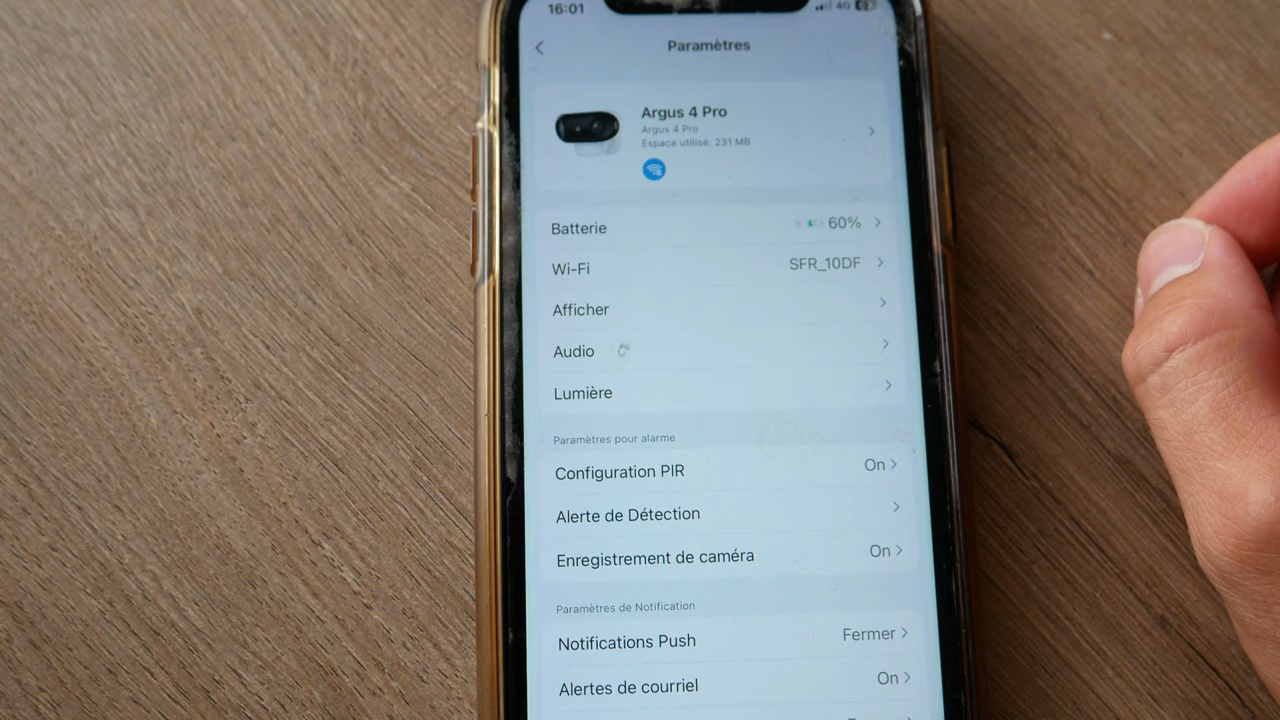 16:01 4G
Paramètres
Argus 4 Pro
Argus 4 Pro
Espace utilisé: 231 MB
Batterie 60%
Wi-Fi SFR_10DF
Afficher
Audio
Lumière
Paramètres pour alarme
Configuration PIR On
Alerte de Détection
Enregistrement de caméra On
Paramètres de Notification
Notifications Push Fermer
Alertes de courriel On